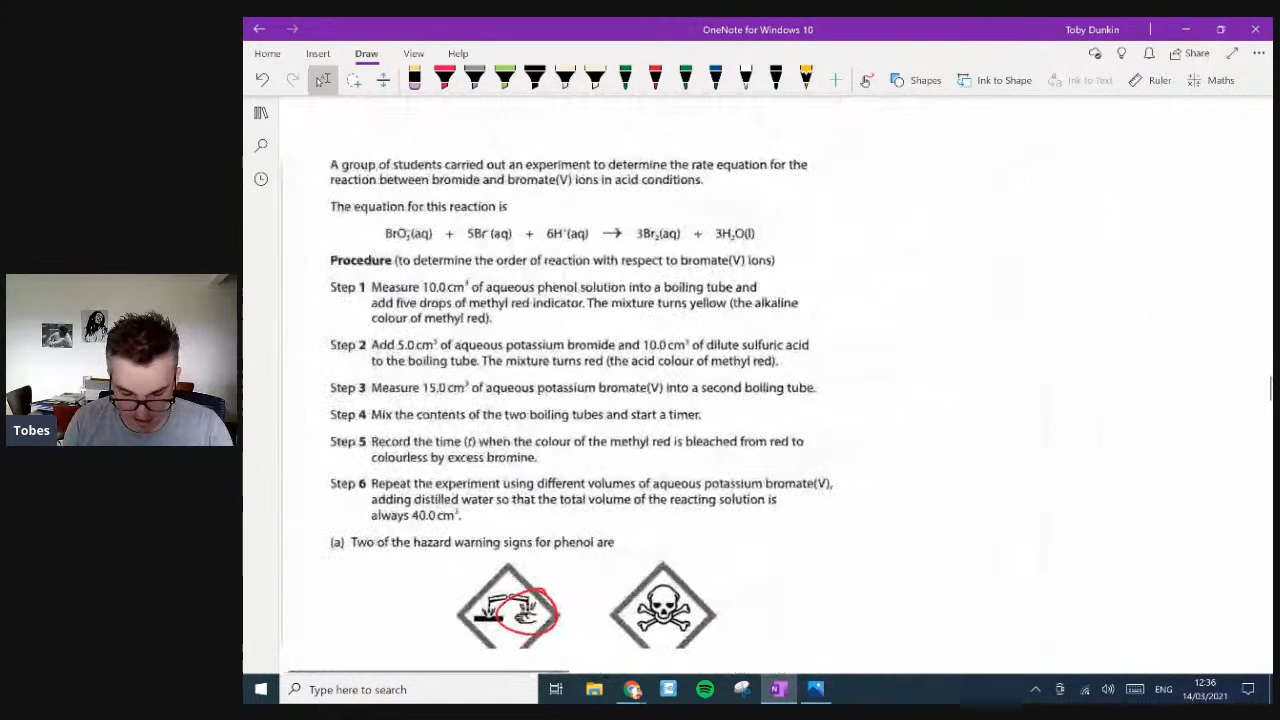 OneNote for Windows 10
Toby Dunkin
Home Insert Draw View Help
Share
Shapes Ink to Shape Ink to Text Ruler Maths
A group of students carried out an experiment to determine the rate equation for the
reaction between bromide and bromate(V) ions in acid conditions.
The equation for this reaction is
BrO₃⁻(aq) + 5Br⁻(aq) + 6H⁺(aq) → 3Br₂(aq) + 3H₂O(l)
Procedure (to determine the order of reaction with respect to bromate(V) ions)
Step 1 Measure 10.0 cm³ of aqueous phenol solution into a boiling tube and
add five drops of methyl red indicator. The mixture turns yellow (the alkaline
colour of methyl red).
Step 2 Add 5.0 cm³ of aqueous potassium bromide and 10.0 cm³ of dilute sulfuric acid
to the boiling tube. The mixture turns red (the acid colour of methyl red).
Step 3 Measure 15.0 cm³ of aqueous potassium bromate(V) into a second boiling tube.
Step 4 Mix the contents of the two boiling tubes and start a timer.
Step 5 Record the time (t) when the colour of the methyl red is bleached from red to
colourless by excess bromine.
Step 6 Repeat the experiment using different volumes of aqueous potassium bromate(V),
adding distilled water so that the total volume of the reacting solution is
always 40.0 cm³.
(a) Two of the hazard warning signs for phenol are
Tobes
Type here to search
ENG
12:36
14/03/2021